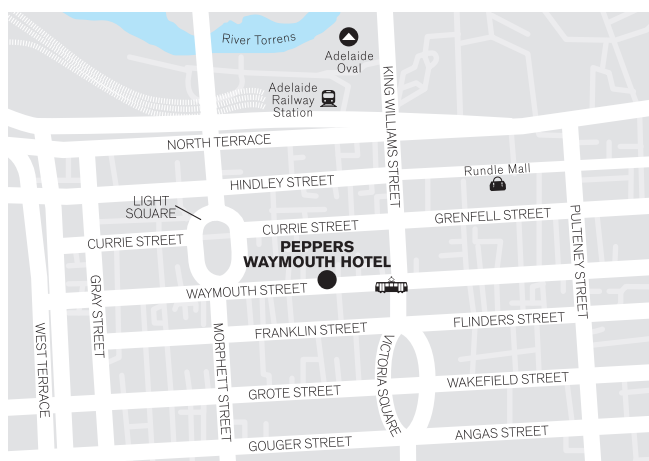 River Torrens
Adelaide
Oval
Adelaide
Railway
Station
KING WILLIAMS STREET
NORTH TERRACE
Rundle Mall
HINDLEY STREET
LIGHT
SQUARE
CURRIE STREET
GRENFELL STREET
PULTENEY STREET
CURRIE STREET
PEPPERS
WAYMOUTH HOTEL
GRAY STREET
WAYMOUTH STREET
FLINDERS STREET
FRANKLIN STREET
WEST TERRACE
MORPHETT STREET
VICTORIA SQUARE
WAKEFIELD STREET
GROTE STREET
ANGAS STREET
GOUGER STREET